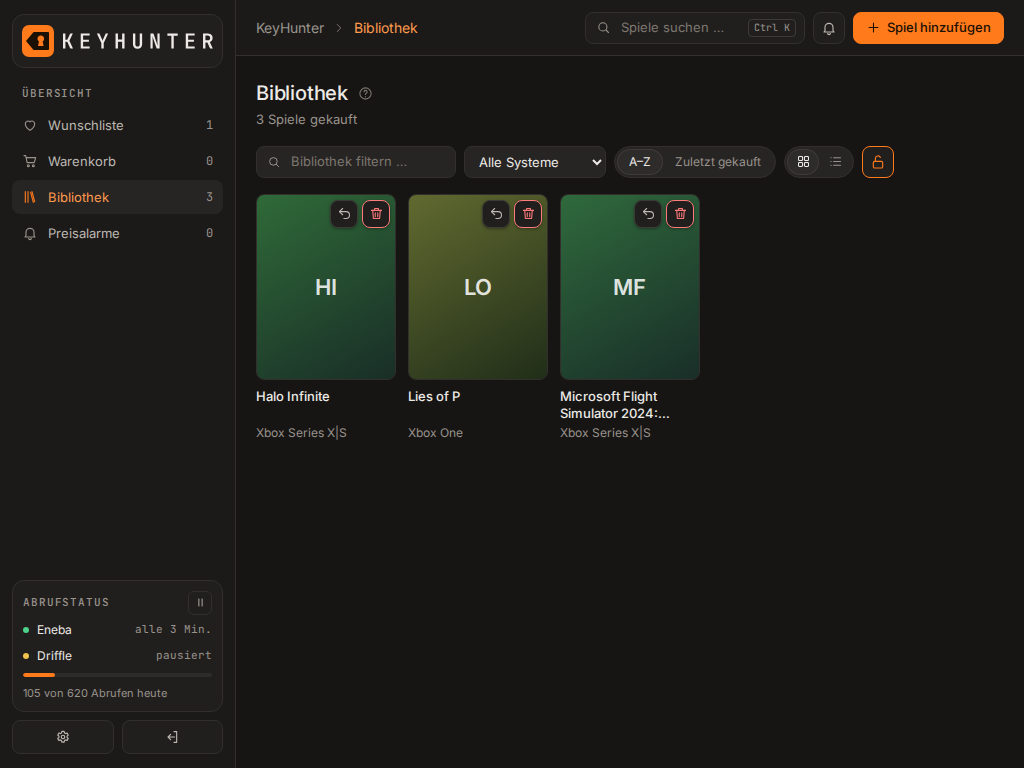 KEYHUNTER
ÜBERSICHT
Wunschliste 1
Warenkorb 0
Bibliothek 3
Preisalarme 0
ABRUFSTATUS
Eneba alle 3 Min.
Driffle pausiert
105 von 620 Abrufen heute
KeyHunter Bibliothek
Spiele suchen ... Ctrl K
Spiel hinzufügen
Bibliothek
3 Spiele gekauft
Bibliothek filtern ...
Alle Systeme
A–Z Zuletzt gekauft
HI
Halo Infinite
Xbox Series X|S
LO
Lies of P
Xbox One
MF
Microsoft Flight
Simulator 2024:...
Xbox Series X|S